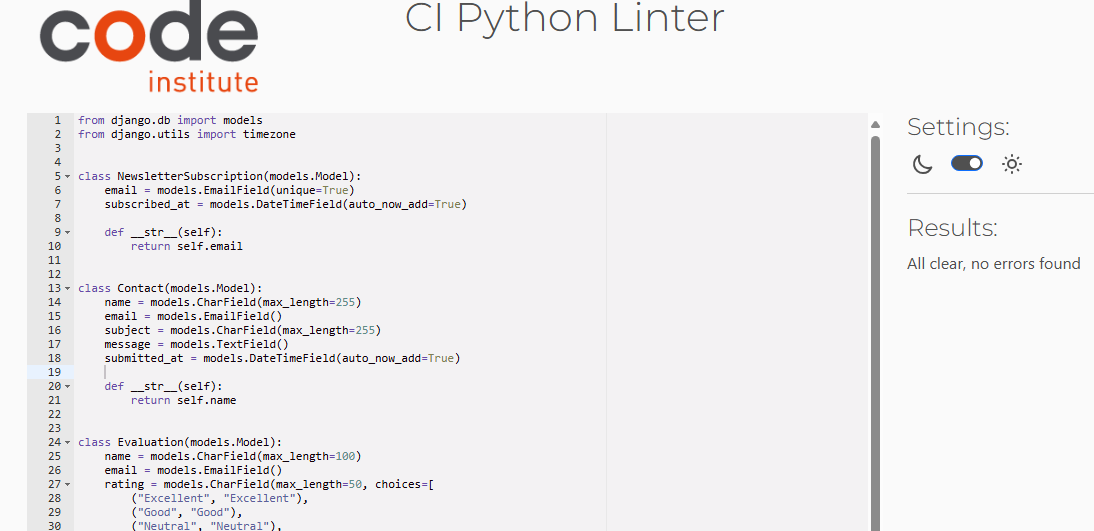 code
institute
CI Python Linter
1 from django.db import models
2 from django.utils import timezone
3
4
5 class NewsletterSubscription(models.Model):
6     email = models.EmailField(unique=True)
7     subscribed_at = models.DateTimeField(auto_now_add=True)
8
9     def __str__(self):
10         return self.email
11
12
13 class Contact(models.Model):
14     name = models.CharField(max_length=255)
15     email = models.EmailField()
16     subject = models.CharField(max_length=255)
17     message = models.TextField()
18     submitted_at = models.DateTimeField(auto_now_add=True)
19
20     def __str__(self):
21         return self.name
22
23
24 class Evaluation(models.Model):
25     name = models.CharField(max_length=100)
26     email = models.EmailField()
27     rating = models.CharField(max_length=50, choices=[
28         ("Excellent", "Excellent"),
29         ("Good", "Good"),
30         ("Neutral", "Neutral"),
Settings:
Results:
All clear, no errors found